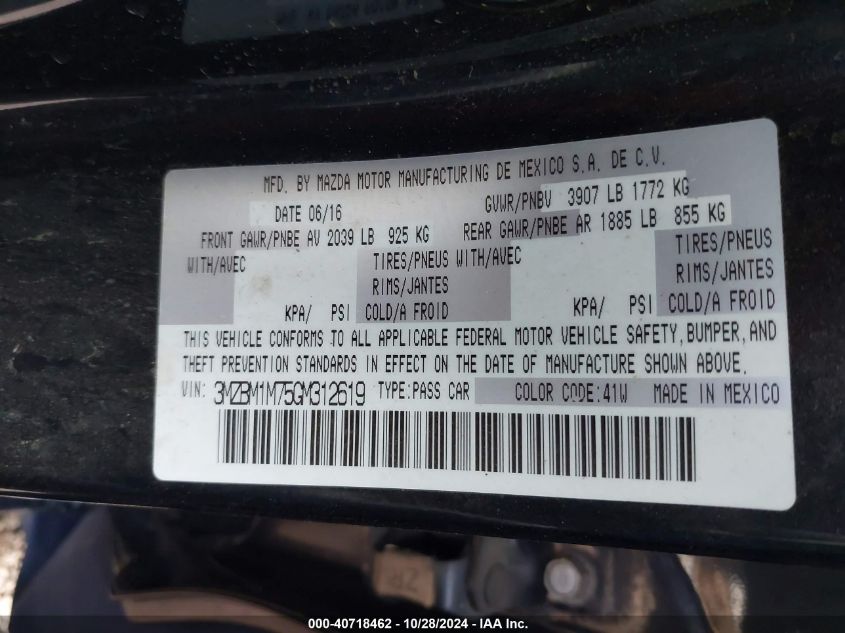 MFD. BY MAZDA MOTOR MANUFACTURING DE MEXICO S.A. DE C.V.
DATE 06/16 GVWR/PNBV 3907 LB 1772 KG
FRONT GAWR/PNBE AV 2039 LB 925 KG REAR GAWR/PNBE AR 1885 LB 855 KG
WITH/AVEC TIRES/PNEUS WITH/AVEC TIRES/PNEUS
RIMS/JANTES RIMS/JANTES
KPA/ PSI COLD/A FROID KPA/ PSI COLD/A FROID
THIS VEHICLE CONFORMS TO ALL APPLICABLE FEDERAL MOTOR VEHICLE SAFETY, BUMPER, AND
THEFT PREVENTION STANDARDS IN EFFECT ON THE DATE OF MANUFACTURE SHOWN ABOVE.
VIN: 3MZBM1M75GM312619 TYPE:PASS CAR COLOR CODE:41W MADE IN MEXICO
000-40718462 - 10/28/2024 - IAA Inc.